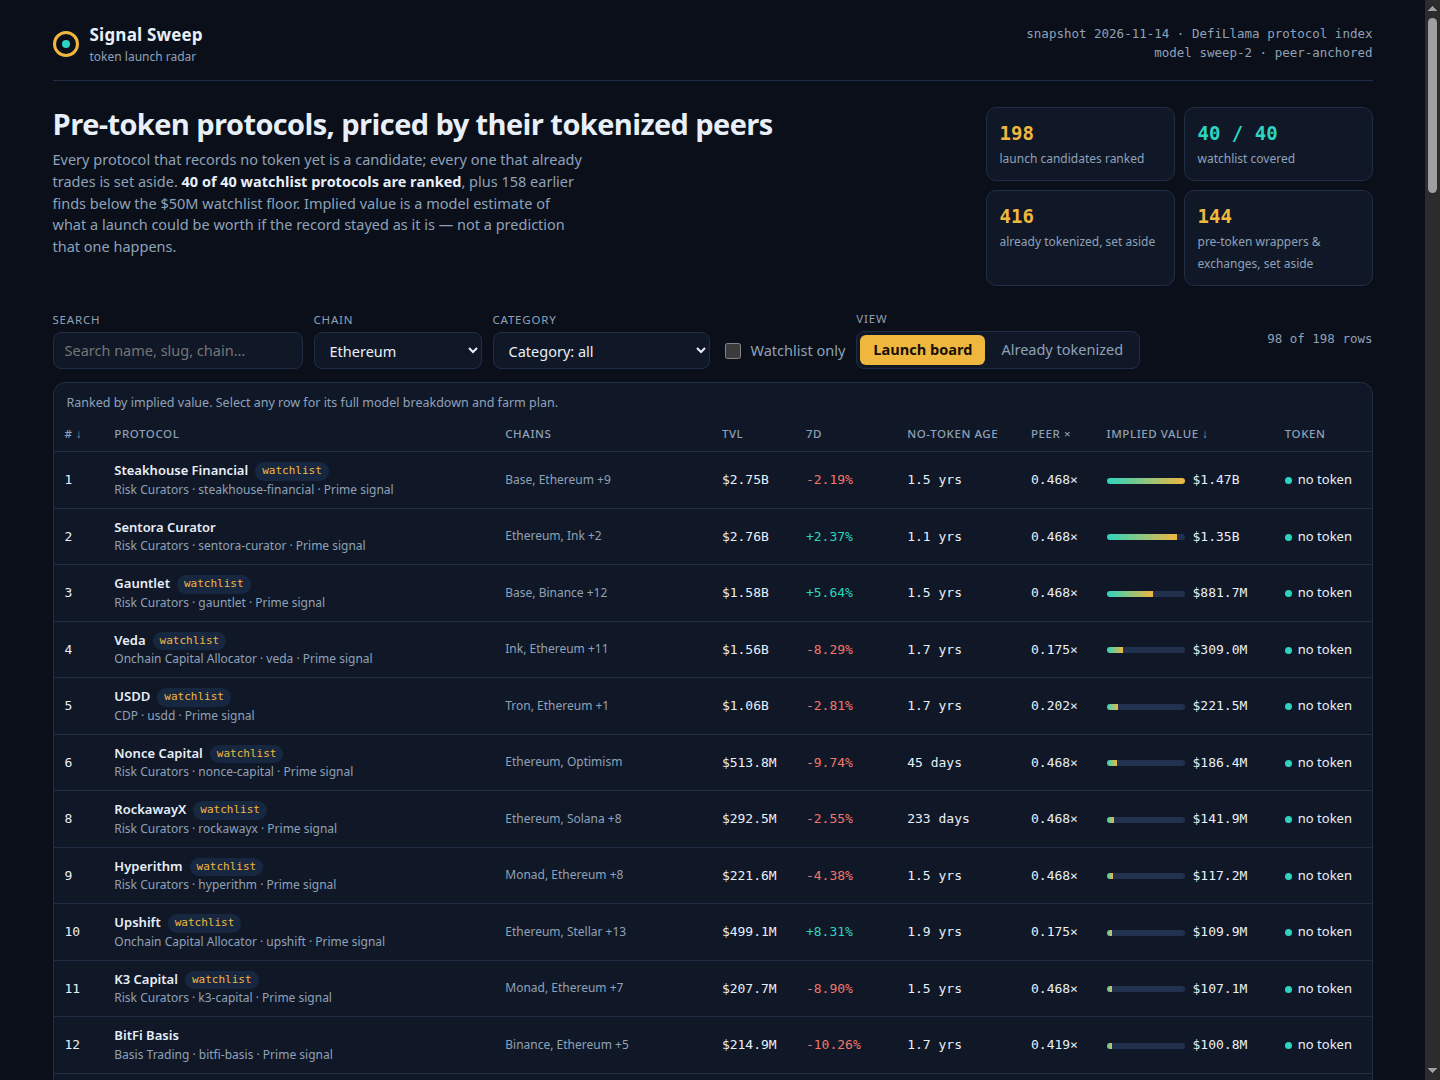 Signal Sweep
token launch radar
snapshot 2026-11-14 · DefiLlama protocol index
model sweep-2 · peer-anchored
Pre-token protocols, priced by their tokenized peers
Every protocol that records no token yet is a candidate; every one that already
trades is set aside. 40 of 40 watchlist protocols are ranked, plus 158 earlier
finds below the $50M watchlist floor. Implied value is a model estimate of
what a launch could be worth if the record stayed as it is — not a prediction
that one happens.
198
launch candidates ranked
40 / 40
watchlist covered
416
already tokenized, set aside
144
pre-token wrappers &
exchanges, set aside
SEARCH
Search name, slug, chain...
CHAIN
Ethereum
CATEGORY
Category: all
Watchlist only
VIEW
Launch board
Already tokenized
98 of 198 rows
Ranked by implied value. Select any row for its full model breakdown and farm plan.
# ↓ PROTOCOL CHAINS TVL 7D NO-TOKEN AGE PEER × IMPLIED VALUE ↓ TOKEN
1 Steakhouse Financial watchlist Base, Ethereum +9 $2.75B -2.19% 1.5 yrs 0.468× $1.47B no token
Risk Curators · steakhouse-financial · Prime signal
2 Sentora Curator Ethereum, Ink +2 $2.76B +2.37% 1.1 yrs 0.468× $1.35B no token
Risk Curators · sentora-curator · Prime signal
3 Gauntlet watchlist Base, Binance +12 $1.58B +5.64% 1.5 yrs 0.468× $881.7M no token
Risk Curators · gauntlet · Prime signal
4 Veda watchlist Ink, Ethereum +11 $1.56B -8.29% 1.7 yrs 0.175× $309.0M no token
Onchain Capital Allocator · veda · Prime signal
5 USDD watchlist Tron, Ethereum +1 $1.06B -2.81% 1.7 yrs 0.202× $221.5M no token
CDP · usdd · Prime signal
6 Nonce Capital watchlist Ethereum, Optimism $513.8M -9.74% 45 days 0.468× $186.4M no token
Risk Curators · nonce-capital · Prime signal
8 RockawayX watchlist Ethereum, Solana +8 $292.5M -2.55% 233 days 0.468× $141.9M no token
Risk Curators · rockawayx · Prime signal
9 Hyperithm watchlist Monad, Ethereum +8 $221.6M -4.38% 1.5 yrs 0.468× $117.2M no token
Risk Curators · hyperithm · Prime signal
10 Upshift watchlist Ethereum, Stellar +13 $499.1M +8.31% 1.9 yrs 0.175× $109.9M no token
Onchain Capital Allocator · upshift · Prime signal
11 K3 Capital watchlist Monad, Ethereum +7 $207.7M -8.90% 1.5 yrs 0.468× $107.1M no token
Risk Curators · k3-capital · Prime signal
12 BitFi Basis Binance, Ethereum +5 $214.9M -10.26% 1.7 yrs 0.419× $100.8M no token
Basis Trading · bitfi-basis · Prime signal